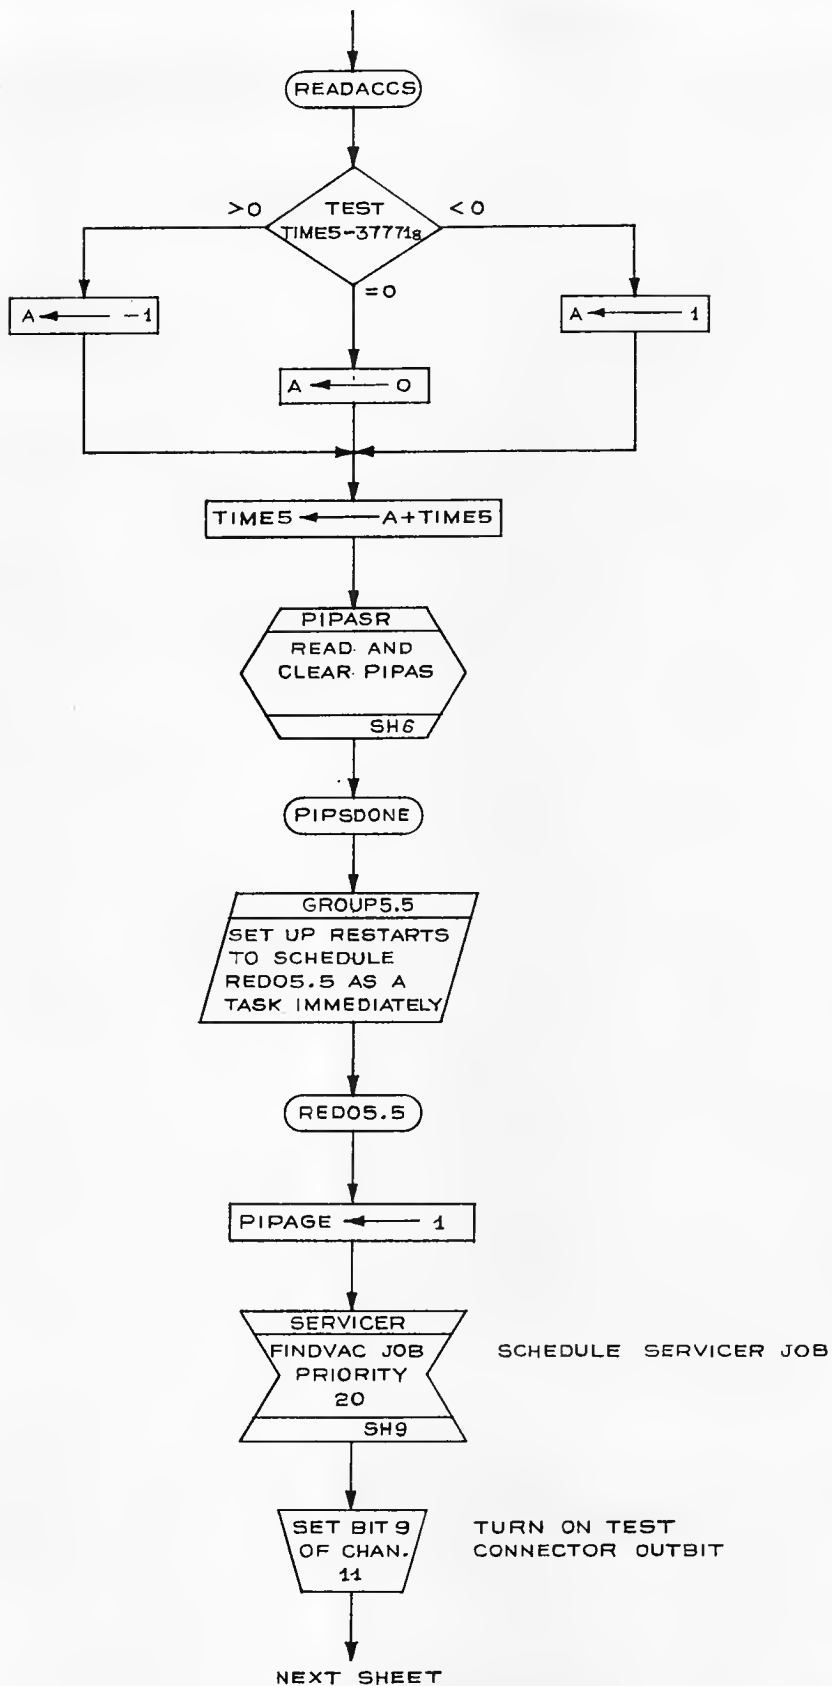 READACCS
TEST
TIME5-37771₈
>0
<0
=0
A ← -1
A ← 1
A ← 0
TIME5 ← A+TIME5
PIPASR
READ AND
CLEAR PIPAS
SH6
PIPSDONE
GROUP5.5
SET UP RESTARTS
TO SCHEDULE
REDO5.5 AS A
TASK IMMEDIATELY
REDO5.5
PIPAGE ← 1
SERVICER
FINDVAC JOB
PRIORITY
20
SH9
SCHEDULE SERVICER JOB
SET BIT 9
OF CHAN.
11
TURN ON TEST
CONNECTOR OUTBIT
NEXT SHEET